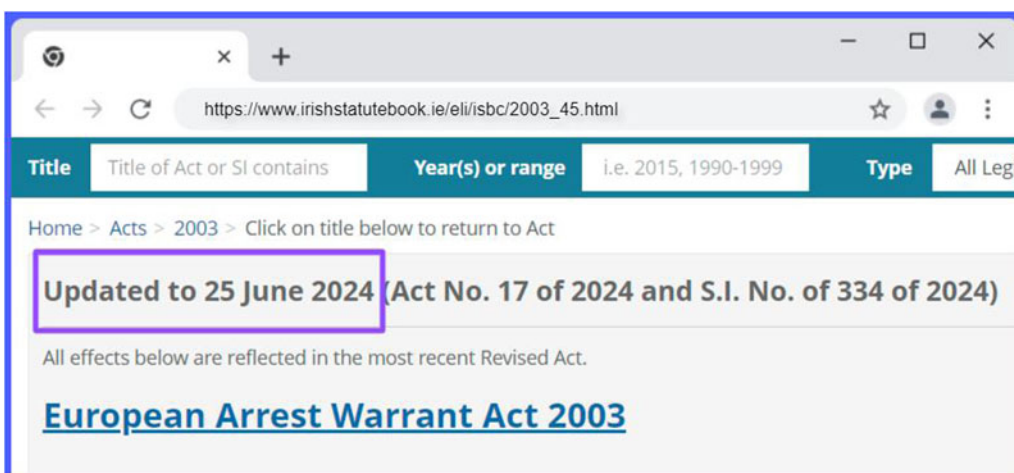 https://www.irishstatutebook.ie/eli/isbc/2003_45.html
Title Title of Act or SI contains Year(s) or range i.e. 2015, 1990-1999 Type All Leg
Home > Acts > 2003 > Click on title below to return to Act
Updated to 25 June 2024 (Act No. 17 of 2024 and S.I. No. of 334 of 2024)
All effects below are reflected in the most recent Revised Act.
European Arrest Warrant Act 2003